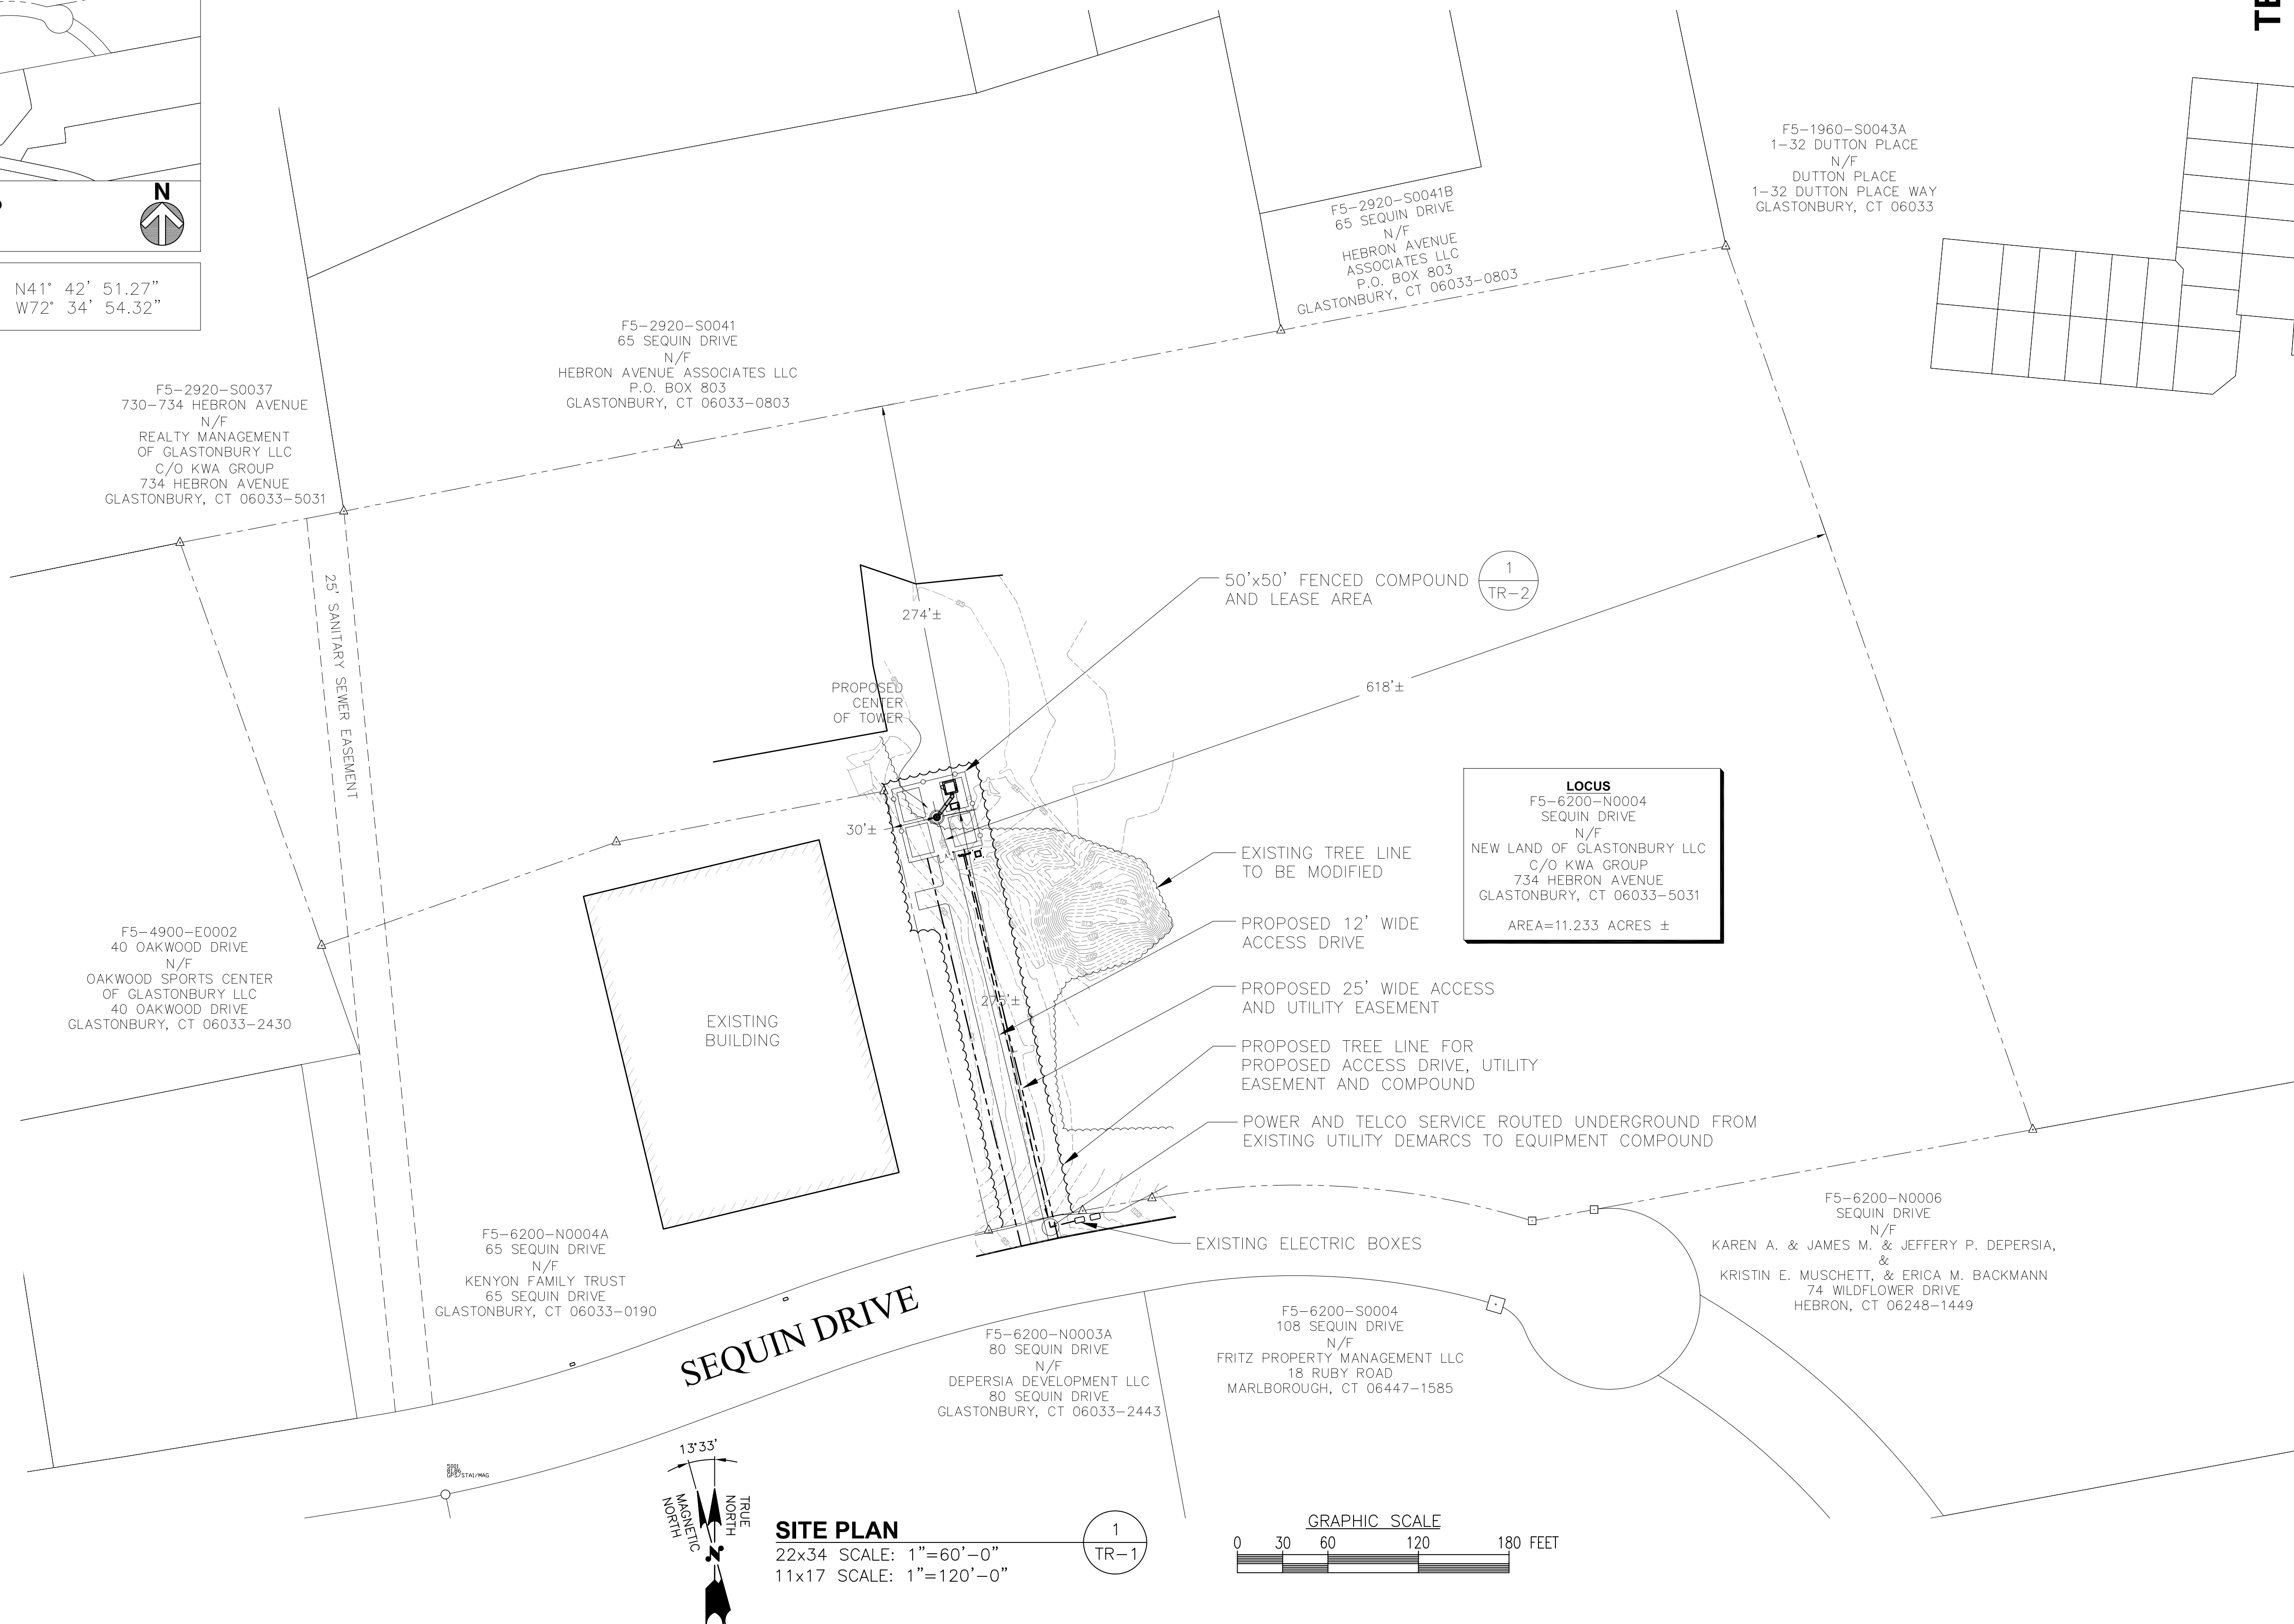 TE
N
N41° 42' 51.27"
W72° 34' 54.32"
F5-1960-S0043A
1-32 DUTTON PLACE
N/F
DUTTON PLACE
1-32 DUTTON PLACE WAY
GLASTONBURY, CT 06033
F5-2920-S0041B
65 SEQUIN DRIVE
N/F
HEBRON AVENUE
ASSOCIATES LLC
P.O. BOX 803
GLASTONBURY, CT 06033-0803
F5-2920-S0041
65 SEQUIN DRIVE
N/F
HEBRON AVENUE ASSOCIATES LLC
P.O. BOX 803
GLASTONBURY, CT 06033-0803
F5-2920-S0037
730-734 HEBRON AVENUE
N/F
REALTY MANAGEMENT
OF GLASTONBURY LLC
C/O KWA GROUP
734 HEBRON AVENUE
GLASTONBURY, CT 06033-5031
25' SANITARY SEWER EASEMENT
274'±
50'x50' FENCED COMPOUND
AND LEASE AREA
1
TR-2
PROPOSED
CENTER
OF TOWER
618'±
30'±
LOCUS
F5-6200-N0004
SEQUIN DRIVE
N/F
NEW LAND OF GLASTONBURY LLC
C/O KWA GROUP
734 HEBRON AVENUE
GLASTONBURY, CT 06033-5031
AREA=11.233 ACRES ±
EXISTING TREE LINE
TO BE MODIFIED
PROPOSED 12' WIDE
ACCESS DRIVE
275'±
PROPOSED 25' WIDE ACCESS
AND UTILITY EASEMENT
PROPOSED TREE LINE FOR
PROPOSED ACCESS DRIVE, UTILITY
EASEMENT AND COMPOUND
POWER AND TELCO SERVICE ROUTED UNDERGROUND FROM
EXISTING UTILITY DEMARCS TO EQUIPMENT COMPOUND
EXISTING ELECTRIC BOXES
EXISTING
BUILDING
F5-4900-E0002
40 OAKWOOD DRIVE
N/F
OAKWOOD SPORTS CENTER
OF GLASTONBURY LLC
40 OAKWOOD DRIVE
GLASTONBURY, CT 06033-2430
F5-6200-N0004A
65 SEQUIN DRIVE
N/F
KENYON FAMILY TRUST
65 SEQUIN DRIVE
GLASTONBURY, CT 06033-0190
F5-6200-N0006
SEQUIN DRIVE
N/F
KAREN A. & JAMES M. & JEFFERY P. DEPERSIA,
&
KRISTIN E. MUSCHETT, & ERICA M. BACKMANN
74 WILDFLOWER DRIVE
HEBRON, CT 06248-1449
SEQUIN DRIVE
F5-6200-N0003A
80 SEQUIN DRIVE
N/F
DEPERSIA DEVELOPMENT LLC
80 SEQUIN DRIVE
GLASTONBURY, CT 06033-2443
F5-6200-S0004
108 SEQUIN DRIVE
N/F
FRITZ PROPERTY MANAGEMENT LLC
18 RUBY ROAD
MARLBOROUGH, CT 06447-1585
GPS/STA1/MAG
13°33'
MAGNETIC
NORTH
TRUE
NORTH
N
SITE PLAN
22x34 SCALE: 1"=60'-0"
11x17 SCALE: 1"=120'-0"
1
TR-1
GRAPHIC SCALE
0 30 60 120 180 FEET